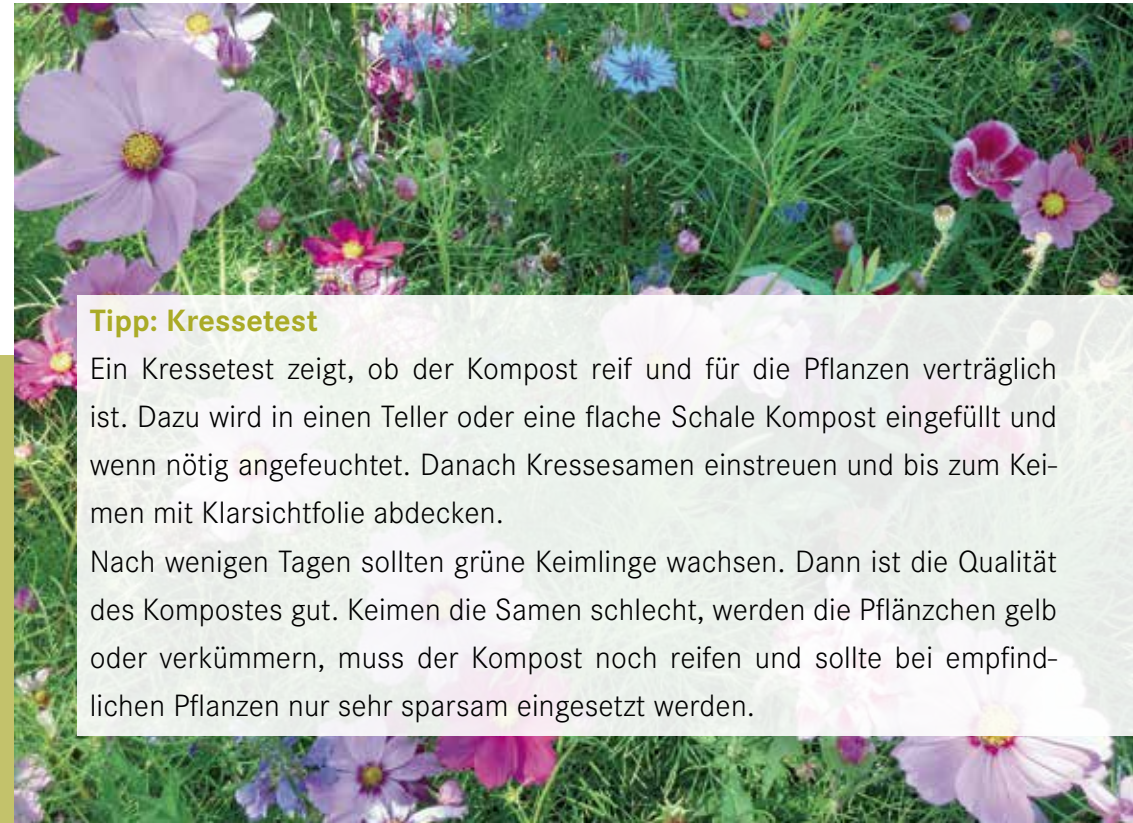 Tipp: Kressetest
Ein Kressetest zeigt, ob der Kompost reif und für die Pflanzen verträglich
ist. Dazu wird in einen Teller oder eine flache Schale Kompost eingefüllt und
wenn nötig angefeuchtet. Danach Kressesamen einstreuen und bis zum Kei-
men mit Klarsichtfolie abdecken.
Nach wenigen Tagen sollten grüne Keimlinge wachsen. Dann ist die Qualität
des Kompostes gut. Keimen die Samen schlecht, werden die Pflänzchen gelb
oder verkümmern, muss der Kompost noch reifen und sollte bei empfind-
lichen Pflanzen nur sehr sparsam eingesetzt werden.